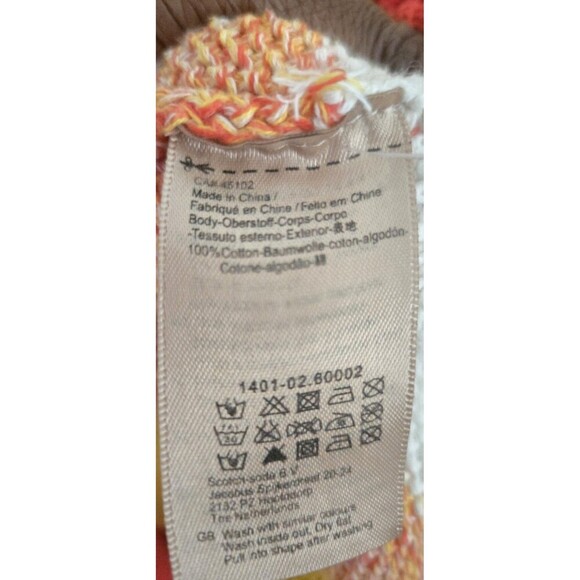 CA# 45102
Made in China /
Fabriqué en Chine / Feito em Chine
Body-Oberstoff-Corps-Corpo
-Tessuto esterno-Exterior-表地
100%Cotton-Baumwolle-coton-algodón-
Cotone-algodão-綿
1401-02.60002
30
Scotch-soda B.V
Jacobus Spijkerdreef 20-24
2132 PZ Hoofddorp
The Netherlands
GB Wash with similar colours
Wash inside out, Dry flat
Pull into shape after washing